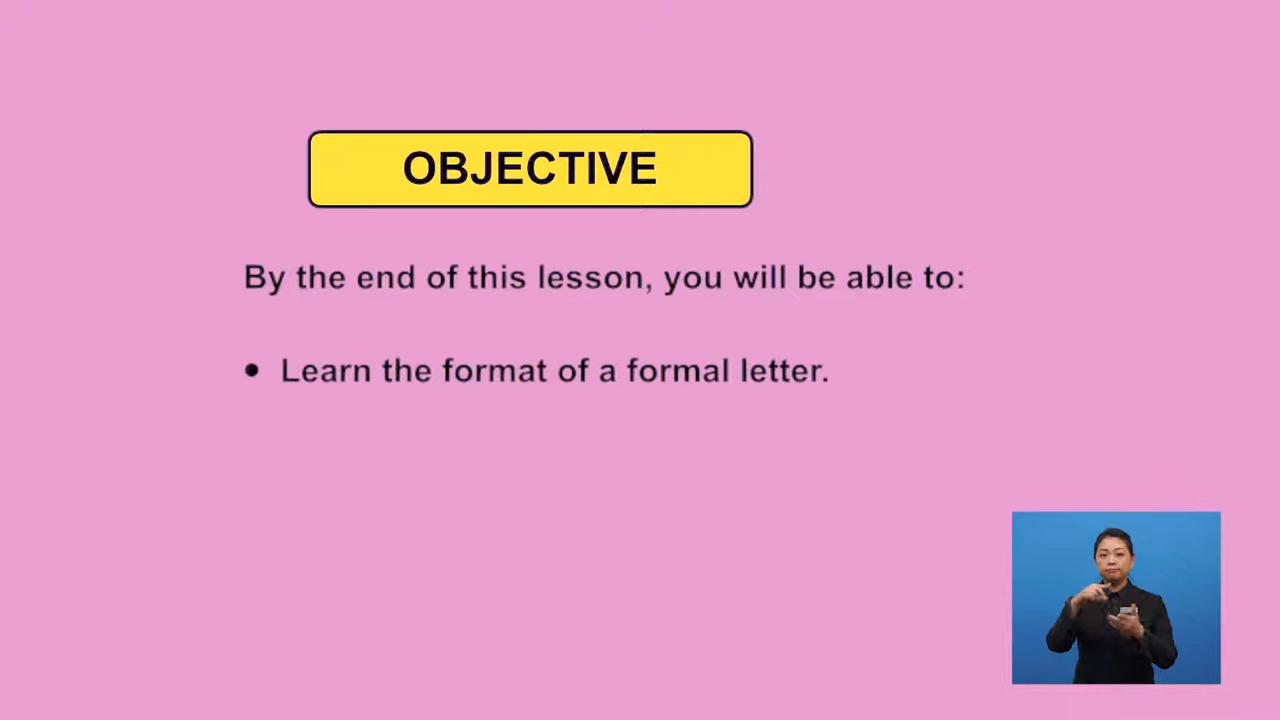 OBJECTIVE
By the end of this lesson, you will be able to:
• Learn the format of a formal letter.